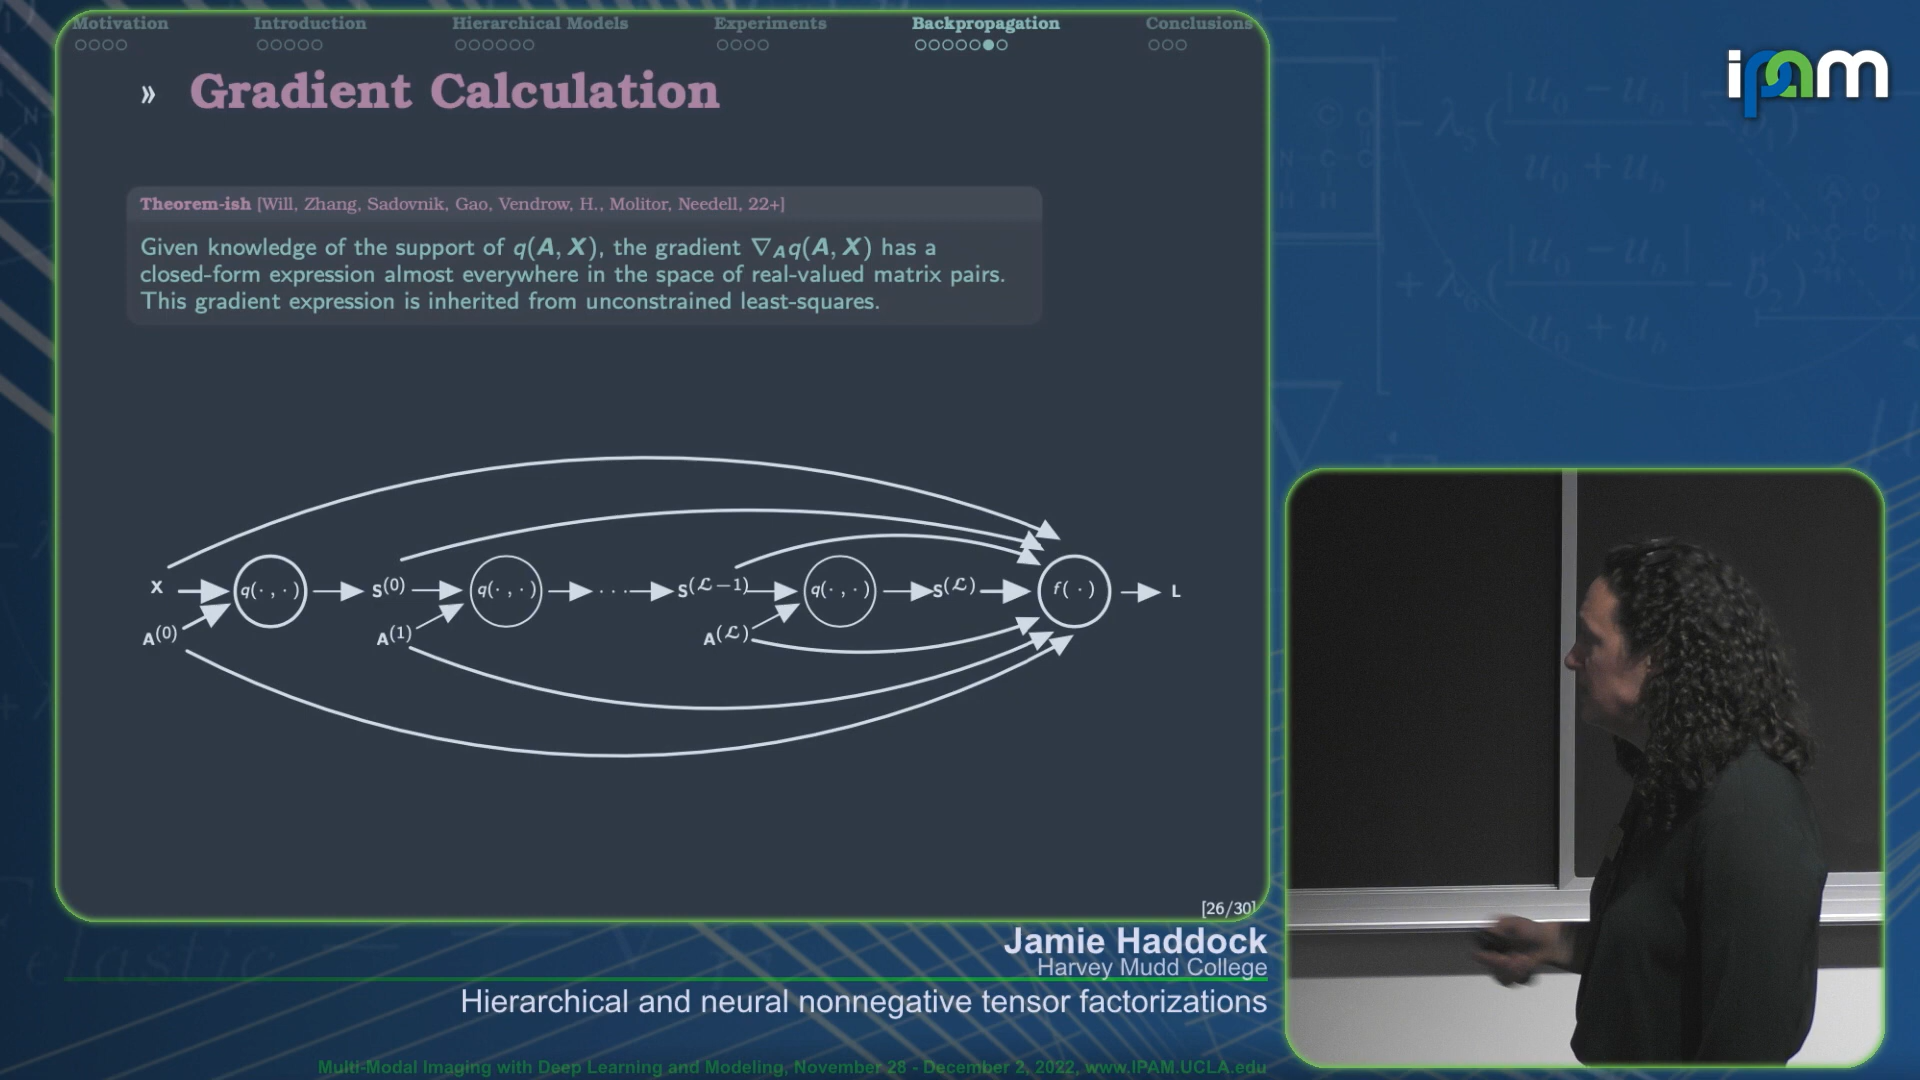 Motivation Introduction Hierarchical Models Experiments Backpropagation Conclusions
» Gradient Calculation
Theorem-ish [Will, Zhang, Sadovnik, Gao, Vendrow, H., Molitor, Needell, 22+]
Given knowledge of the support of q(A, X), the gradient ∇_A q(A, X) has a
closed-form expression almost everywhere in the space of real-valued matrix pairs.
This gradient expression is inherited from unconstrained least-squares.
X q(·,·) S^(0) q(·,·) ··· S^(ℒ−1) q(·,·) S^(ℒ) f(·) L
A^(0) A^(1) A^(ℒ)
[26/30]
ipam
Jamie Haddock
Harvey Mudd College
Hierarchical and neural nonnegative tensor factorizations
Multi-Modal Imaging with Deep Learning and Modeling, November 28 - December 2, 2022, www.IPAM.UCLA.edu